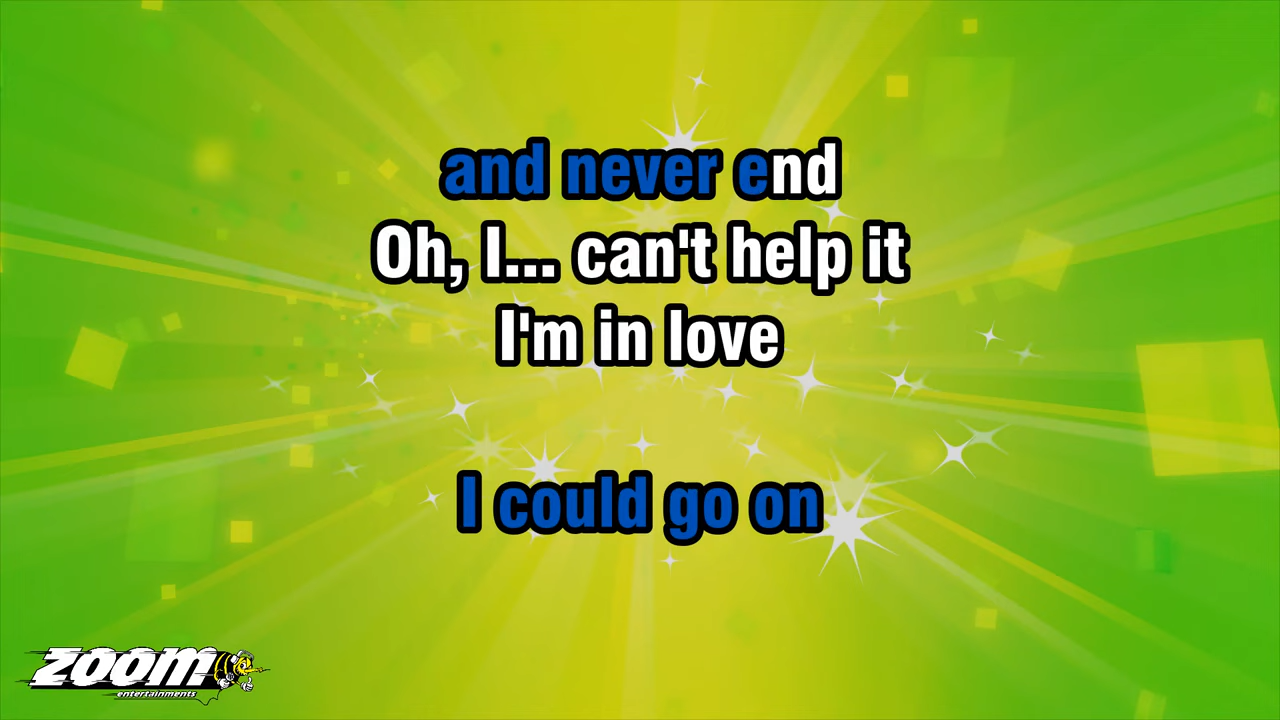 and never end
Oh, I... can't help it
I'm in love
I could go on
zoom
entertainments